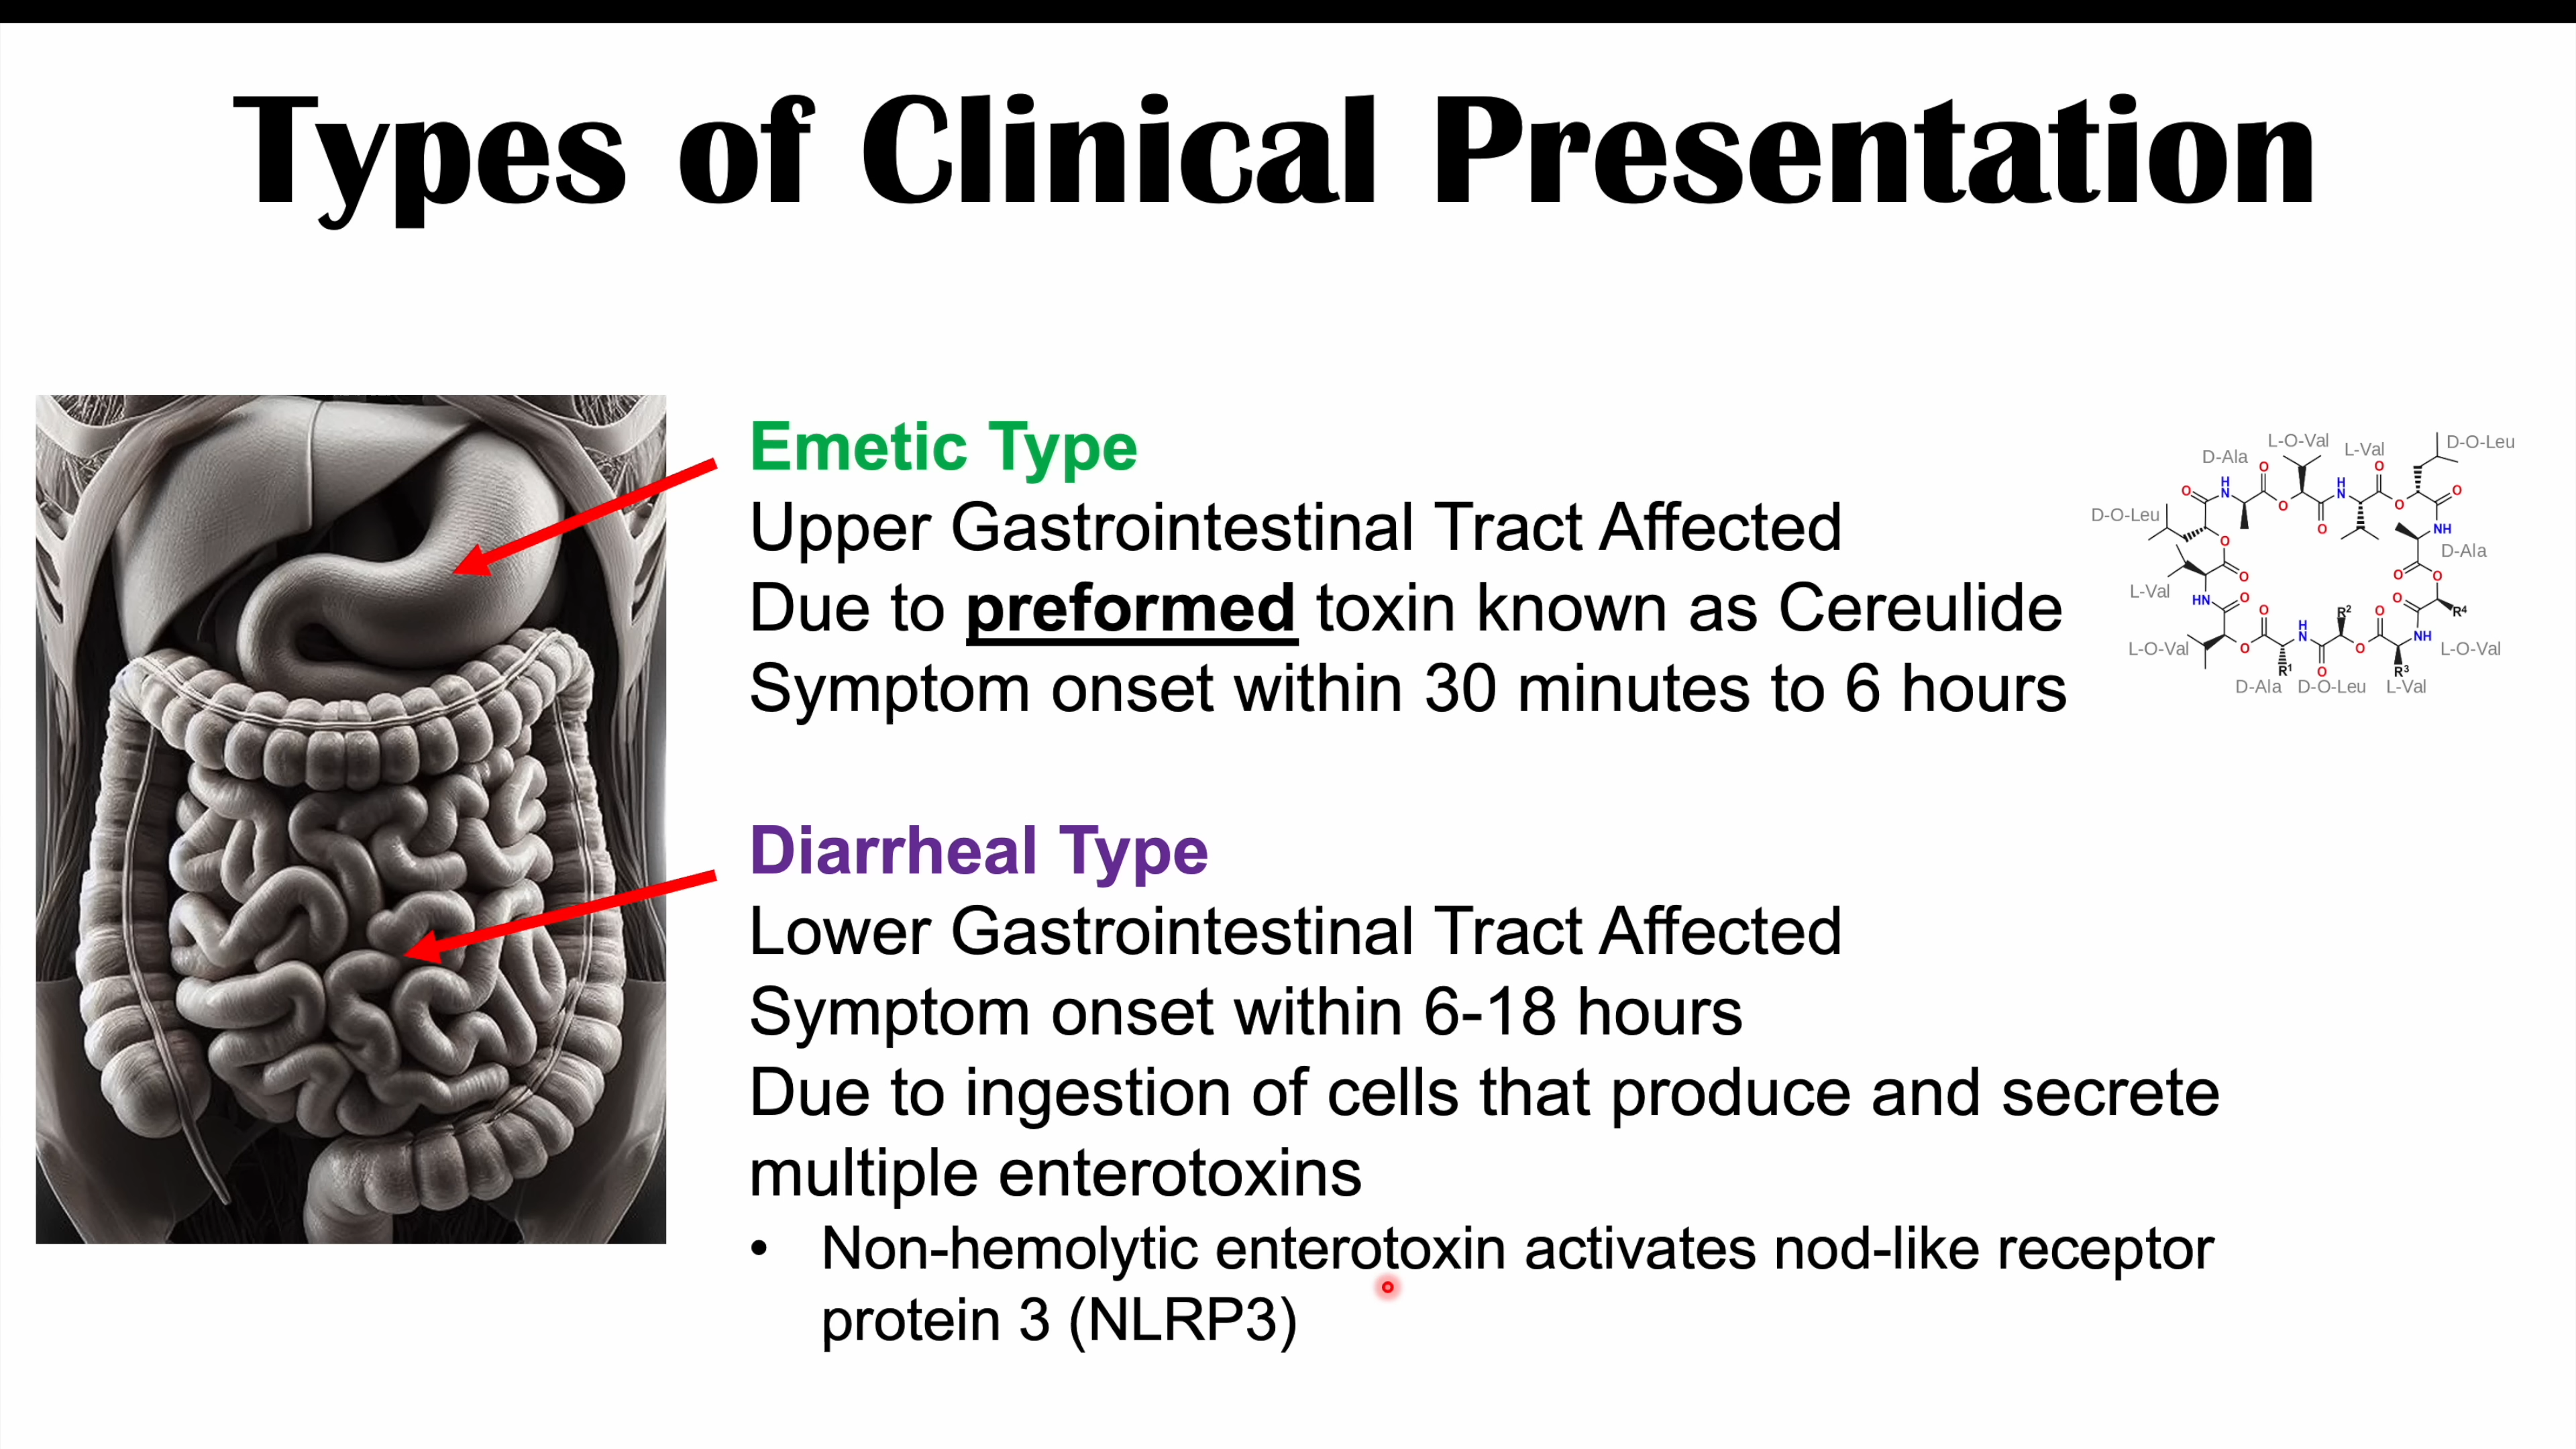 Types of Clinical Presentation
Emetic Type
Upper Gastrointestinal Tract Affected
Due to preformed toxin known as Cereulide
Symptom onset within 30 minutes to 6 hours
D-Ala L-O-Val L-Val D-O-Leu
O H N O O H N O O O
D-O-Leu O O NH
O D-Ala
L-Val O O O
HN O O H N R² O O R⁴
L-O-Val O O NH L-O-Val
R¹ O R³
D-Ala D-O-Leu L-Val
Diarrheal Type
Lower Gastrointestinal Tract Affected
Symptom onset within 6-18 hours
Due to ingestion of cells that produce and secrete
multiple enterotoxins
• Non-hemolytic enterotoxin activates nod-like receptor
protein 3 (NLRP3)